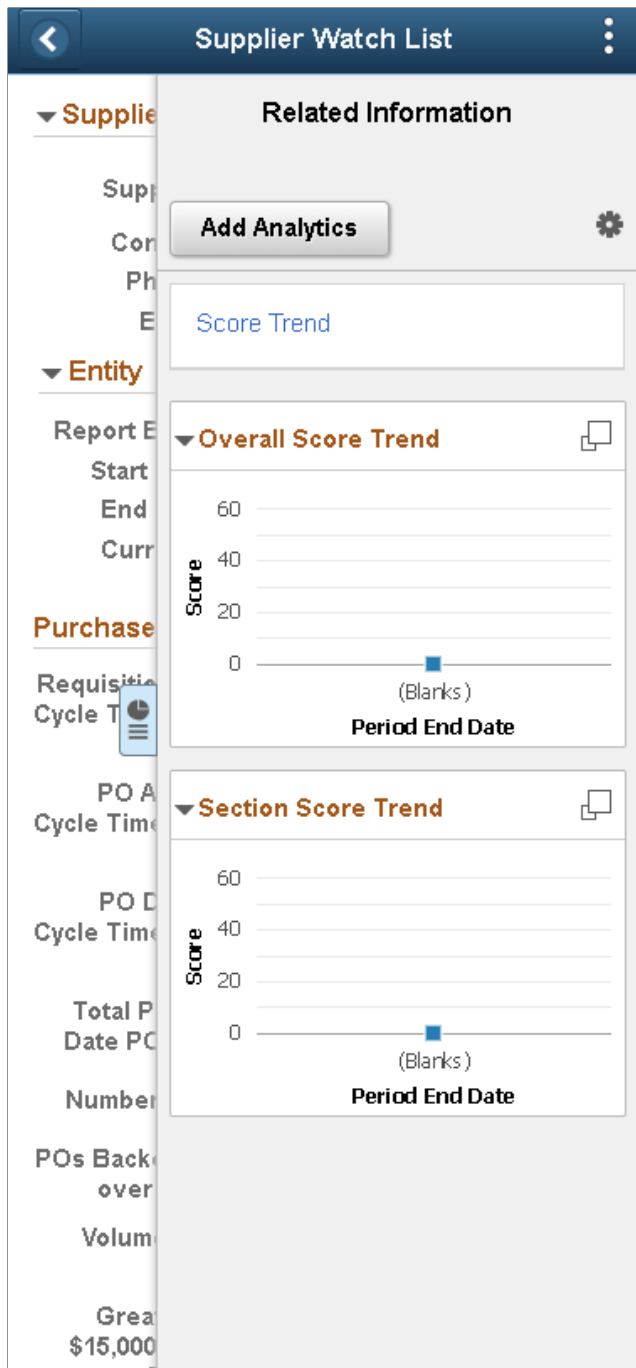 Supplier Watch List
Related Information
Add Analytics
Score Trend
Overall Score Trend
60
40
20
0
Score
(Blanks)
Period End Date
Section Score Trend
60
40
20
0
Score
(Blanks)
Period End Date
Entity
Report
Start
End
Purchase
Cycle
PO
Cycle Time
PO
Cycle Time
Total
Date
Number
POs
over
$15,000